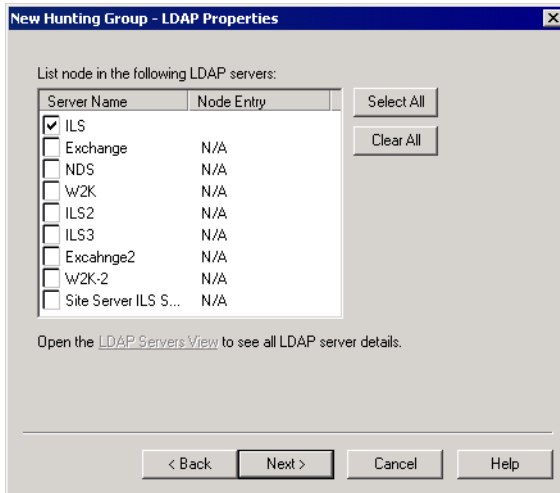 New Hunting Group - LDAP Properties
List node in the following LDAP servers:
Server Name Node Entry Select All
ILS
Exchange N/A Clear All
NDS N/A
W2K N/A
ILS2 N/A
ILS3 N/A
Excahnge2 N/A
W2K-2 N/A
Site Server ILS S... N/A
Open the LDAP Servers View to see all LDAP server details.
< Back Next > Cancel Help